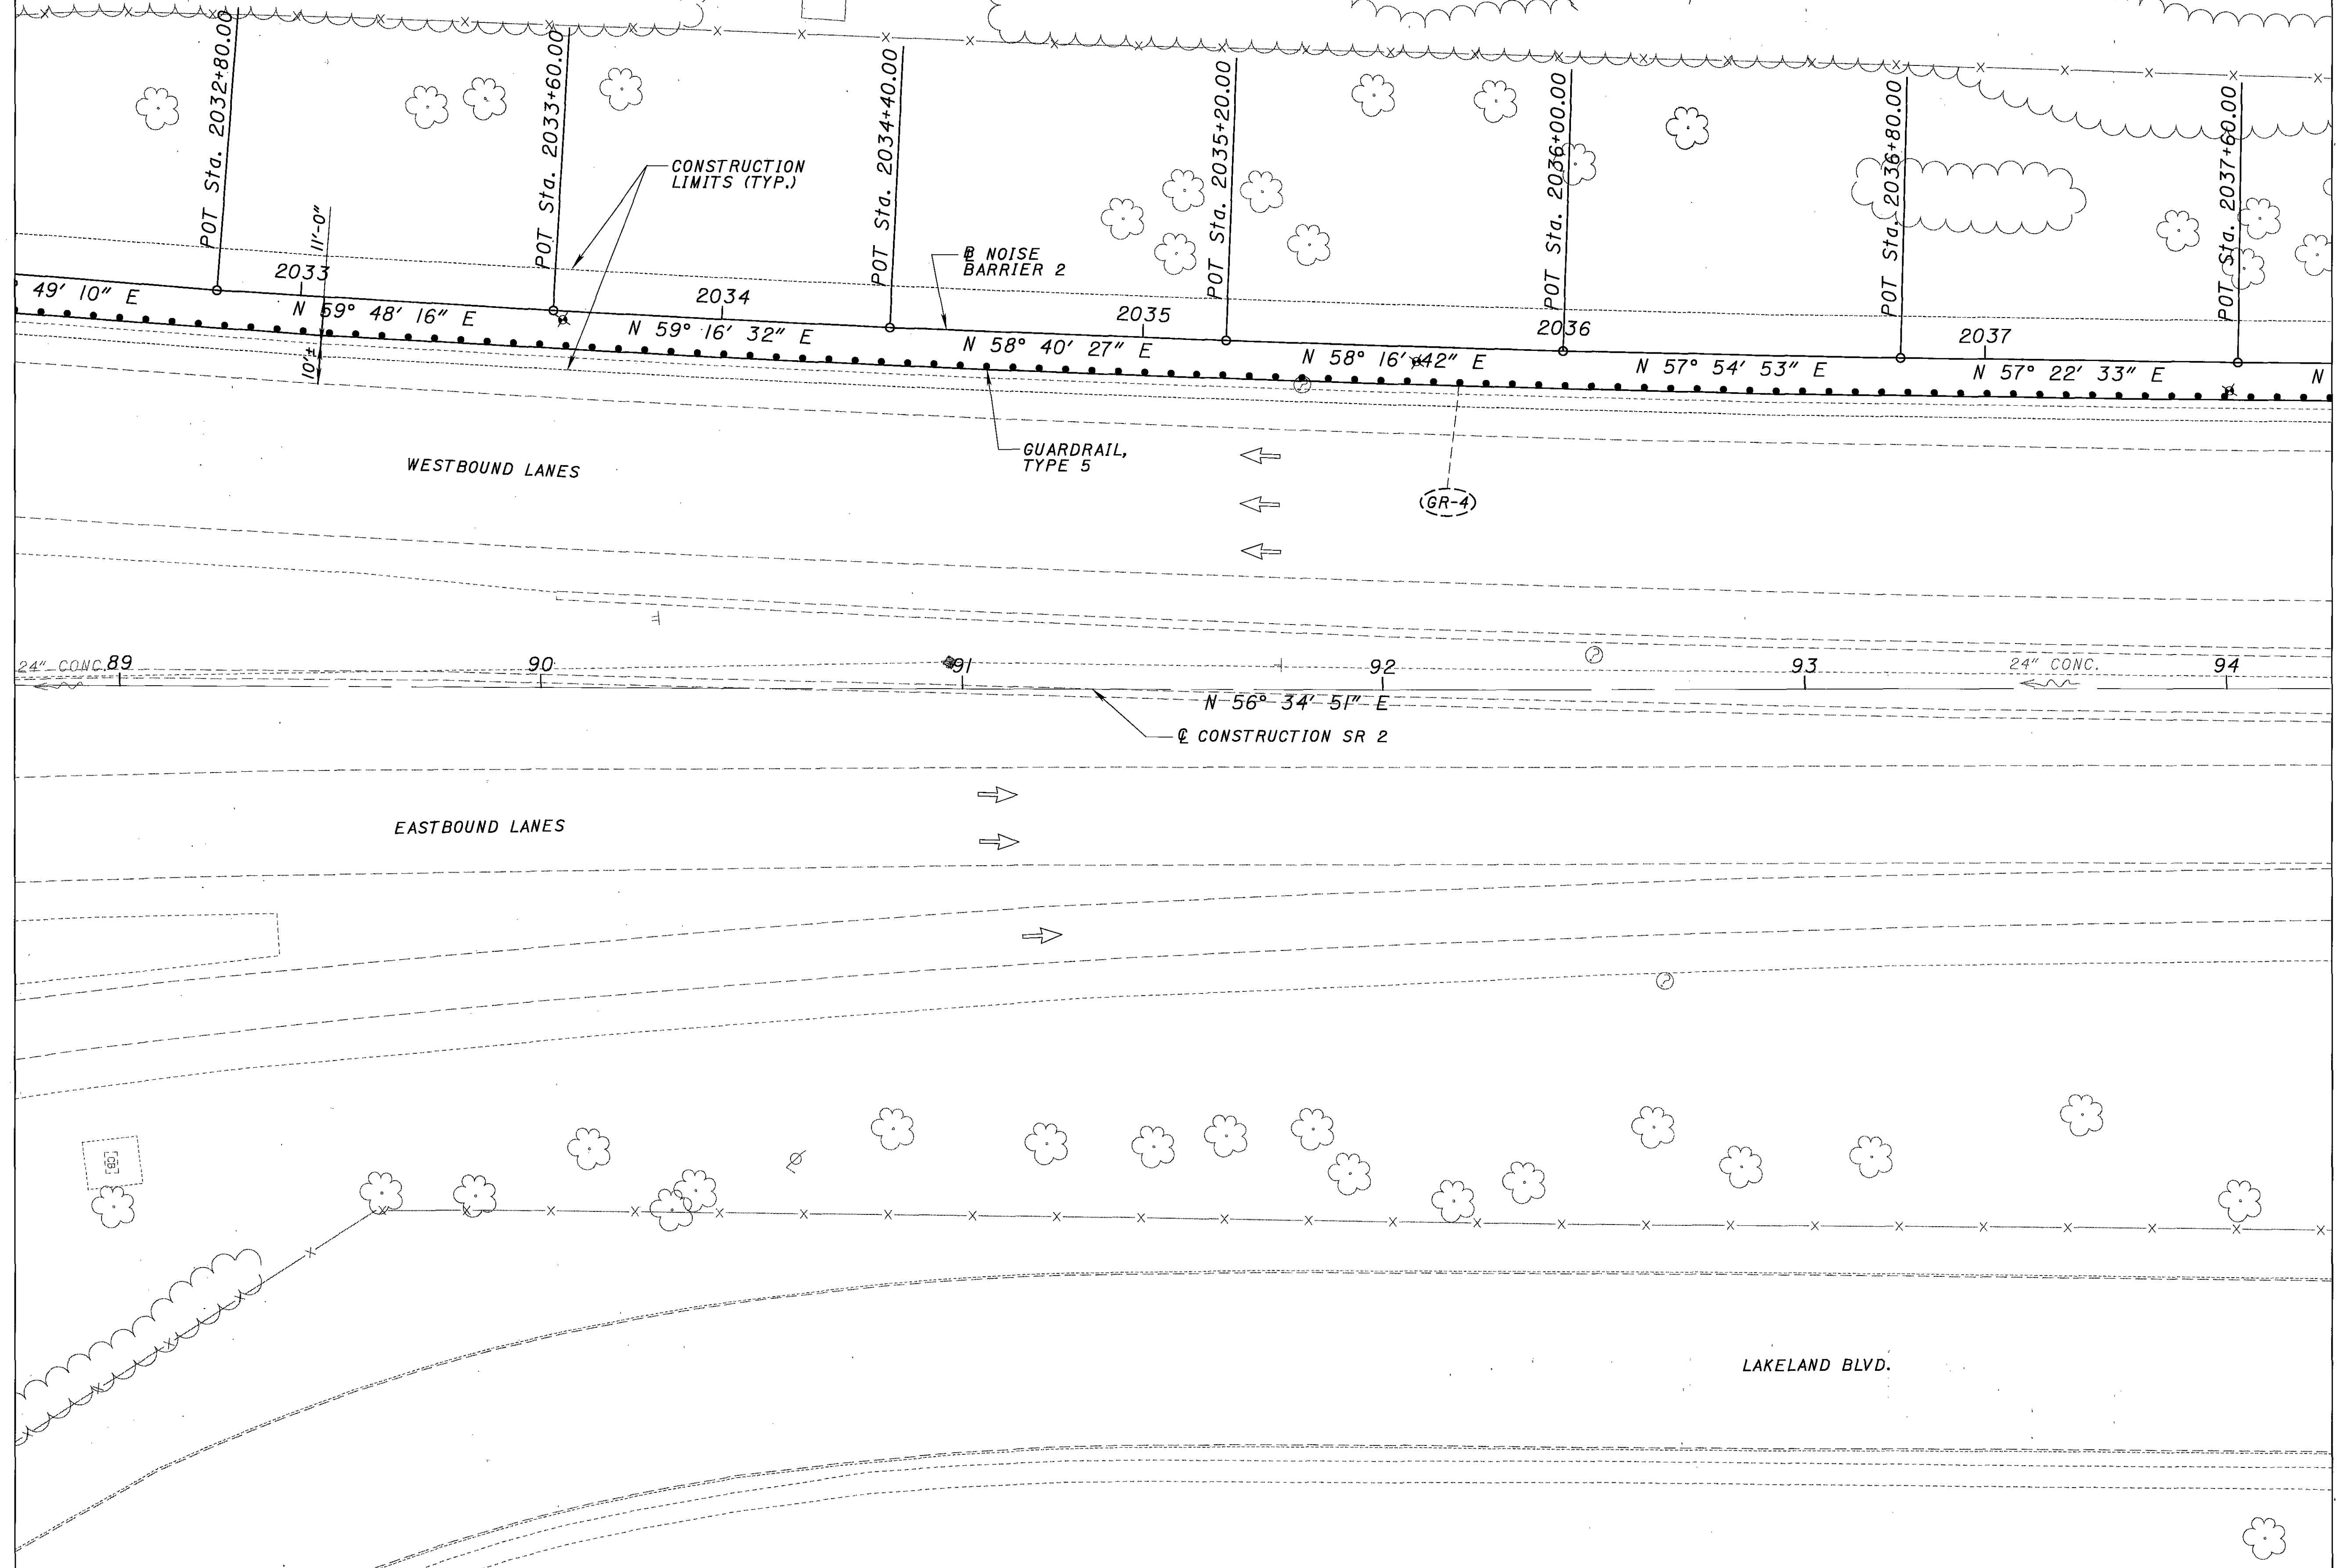 POT Sta. 2032+80.00
POT Sta. 2033+60.00
POT Sta. 2034+40.00
POT Sta. 2035+20.00
POT Sta. 2036+00.00
POT Sta. 2036+80.00
POT Sta. 2037+60.00
CONSTRUCTION
LIMITS (TYP.)
11'-0"
10'±
℄ NOISE
BARRIER 2
2033
2034
2035
2036
2037
49' 10" E
N 59° 48' 16" E
N 59° 16' 32" E
N 58° 40' 27" E
N 58° 16' 42" E
N 57° 54' 53" E
N 57° 22' 33" E
N
GUARDRAIL,
TYPE 5
WESTBOUND LANES
GR-4
24" CONC.
89
90
91
92
93
24" CONC.
94
N 56° 34' 51" E
℄ CONSTRUCTION SR 2
EASTBOUND LANES
CB
LAKELAND BLVD.